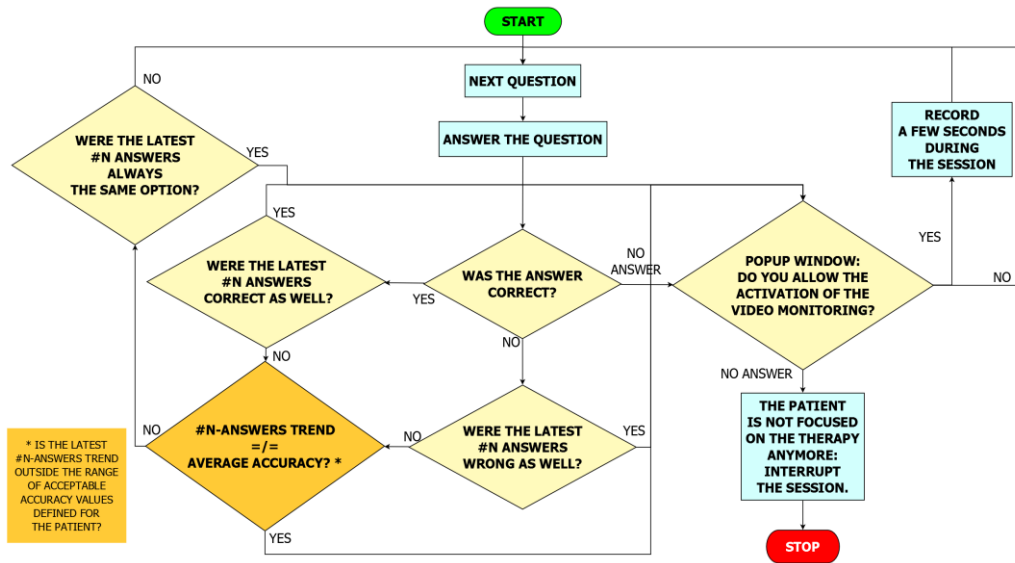 START
NEXT QUESTION
ANSWER THE QUESTION
NO
WERE THE LATEST
#N ANSWERS
ALWAYS
THE SAME OPTION?
YES
RECORD
A FEW SECONDS
DURING
THE SESSION
YES
WERE THE LATEST
#N ANSWERS
CORRECT AS WELL?
YES
WAS THE ANSWER
CORRECT?
NO
ANSWER
POPUP WINDOW:
DO YOU ALLOW THE
ACTIVATION OF THE
VIDEO MONITORING?
YES
NO
NO
NO
NO ANSWER
#N-ANSWERS TREND
=/=
AVERAGE ACCURACY? *
NO
YES
NO
WERE THE LATEST
#N ANSWERS
WRONG AS WELL?
YES
THE PATIENT
IS NOT FOCUSED
ON THE THERAPY
ANYMORE:
INTERRUPT
THE SESSION.
* IS THE LATEST
#N-ANSWERS TREND
OUTSIDE THE RANGE
OF ACCEPTABLE
ACCURACY VALUES
DEFINED FOR
THE PATIENT?
STOP